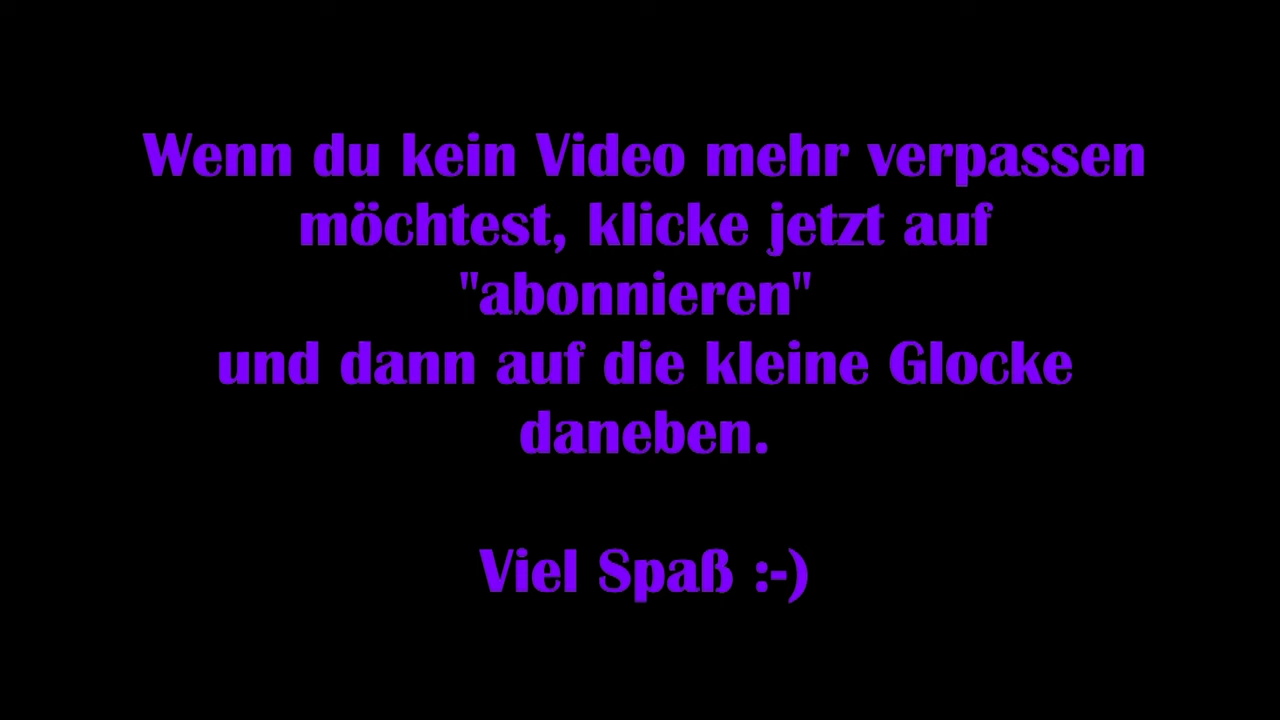 Wenn du kein Video mehr verpassen
möchtest, klicke jetzt auf
"abonnieren"
und dann auf die kleine Glocke
daneben.
Viel Spaß :-)